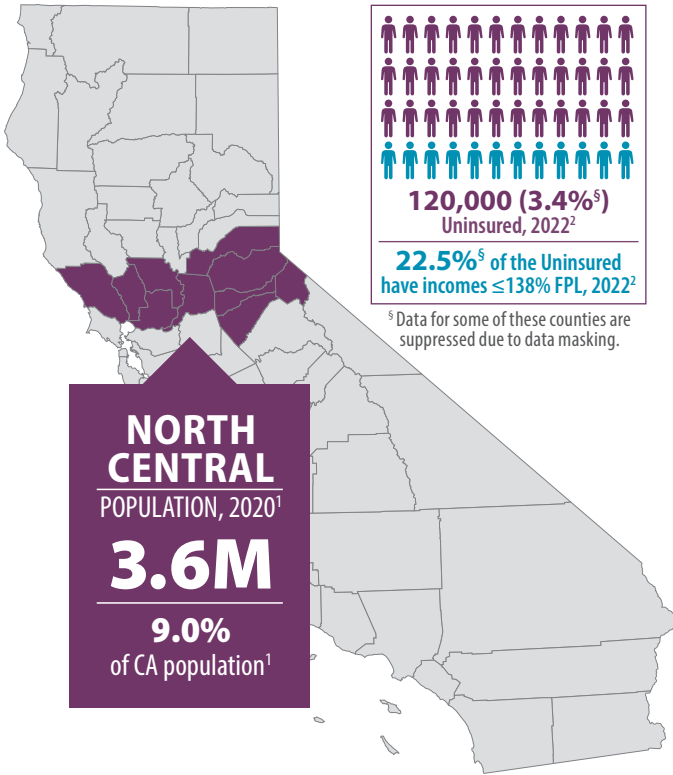 120,000 (3.4%§)
Uninsured, 2022²
22.5%§ of the Uninsured
have incomes ≤138% FPL, 2022²
§ Data for some of these counties are
suppressed due to data masking.
NORTH
CENTRAL
POPULATION, 2020¹
3.6M
9.0%
of CA population¹